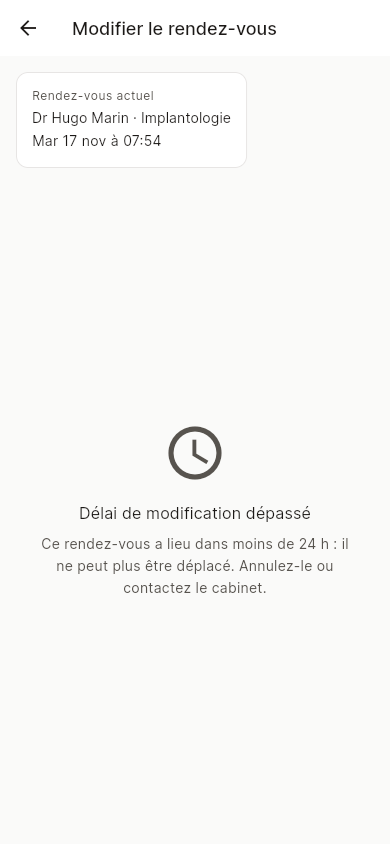 Modifier le rendez-vous
Rendez-vous actuel
Dr Hugo Marin · Implantologie
Mar 17 nov à 07:54
Délai de modification dépassé
Ce rendez-vous a lieu dans moins de 24 h : il
ne peut plus être déplacé. Annulez-le ou
contactez le cabinet.